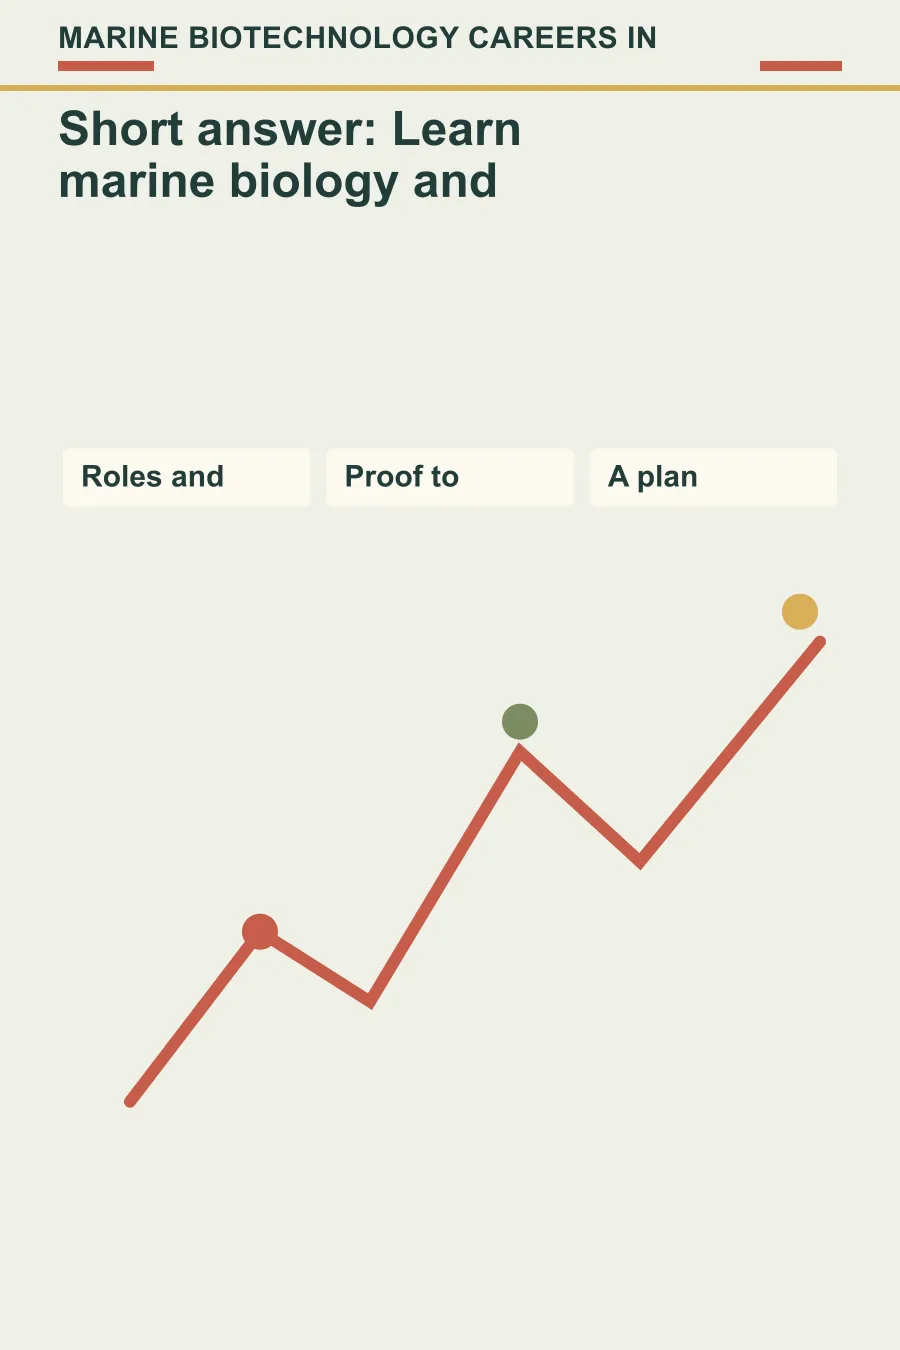 MARINE BIOTECHNOLOGY CAREERS IN
Short answer: Learn
marine biology and
Roles and
Proof to
A plan